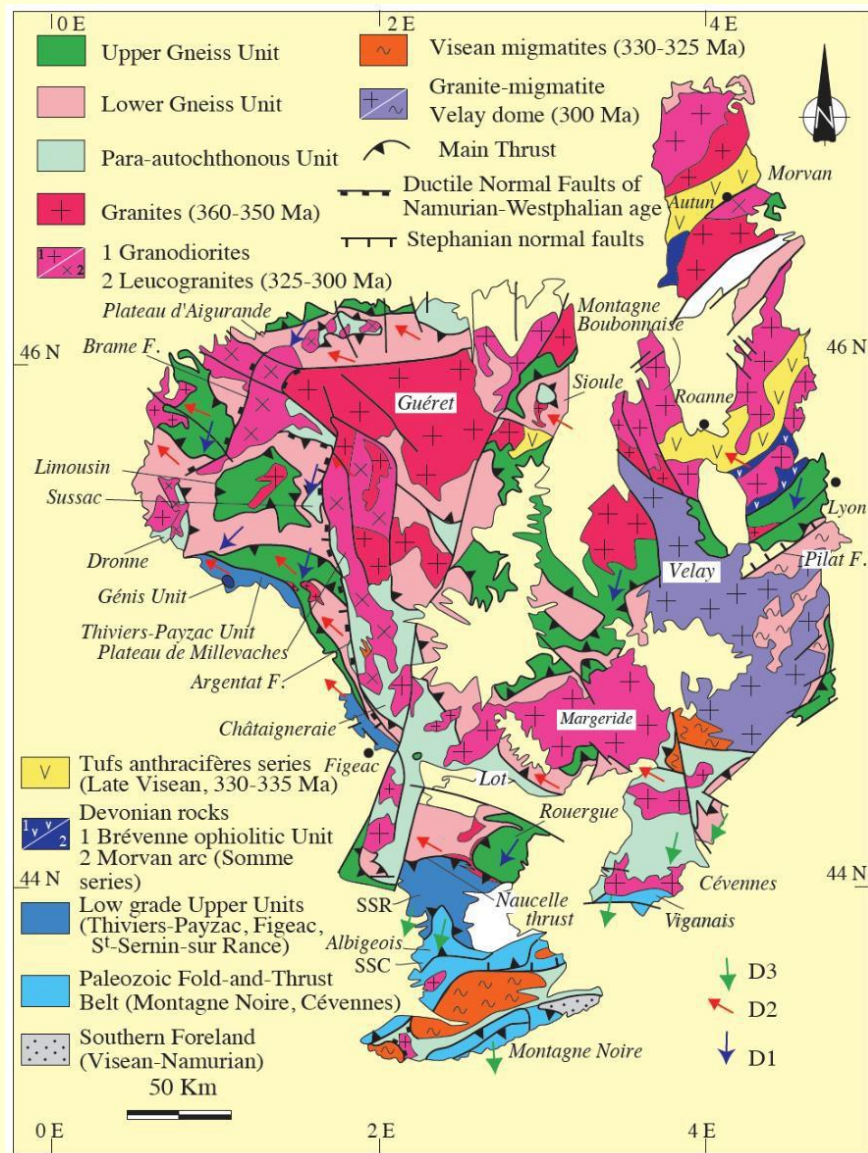 0 E
2 E
4 E
Upper Gneiss Unit
Lower Gneiss Unit
Para-autochthonous Unit
Granites (360-350 Ma)
1
2
1 Granodiorites
2 Leucogranites (325-300 Ma)
Visean migmatites (330-325 Ma)
Granite-migmatite
Velay dome (300 Ma)
Main Thrust
Ductile Normal Faults of
Namurian-Westphalian age
Stephanian normal faults
N
Morvan
Autun
Plateau d'Aigurande
Brame F.
46 N
Montagne
Boubonnaise
46 N
Sioule
Roanne
Guéret
Limousin
Sussac
Lyon
Dronne
Pilat F.
Velay
Génis Unit
Thiviers-Payzac Unit
Plateau de Millevaches
Argentat F.
Margeride
Châtaigneraie
Figeac
Lot
Rouergue
Tufs anthracifères series
(Late Visean, 330-335 Ma)
1
2
Devonian rocks
1 Brévenne ophiolitic Unit
2 Morvan arc (Somme
series)
44 N
44 N
Cévennes
SSR
Naucelle
thrust
Viganais
Low grade Upper Units
(Thiviers-Payzac, Figeac,
St-Sernin-sur Rance)
Albigeois
SSC
D3
Paleozoic Fold-and-Thrust
Belt (Montagne Noire, Cévennes)
D2
Southern Foreland
(Visean-Namurian)
Montagne Noire
D1
50 Km
0 E
2 E
4 E